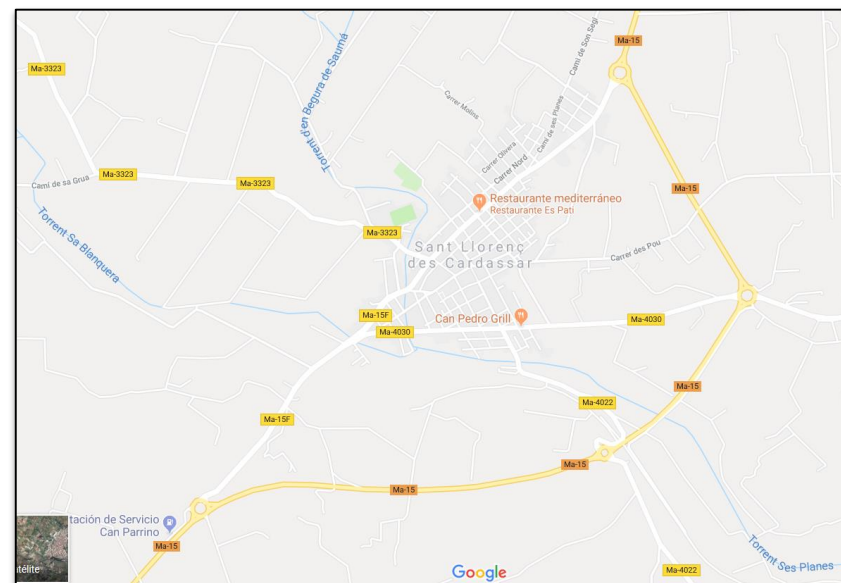 Ma-15
Camí de Son Segí
Ma-3323
Torrent d'en Begura de Saumà
Carrer Molins
Camí de ses Planes
Carrer Olivera
Carrer Nord
Camí de sa Grua
Ma-3323
Ma-3323
Ma-15
Restaurante mediterráneo
Restaurante Es Pati
Torrent Sa Blanquera
Ma-3323
Sant Llorenç
des Cardassar
Carrer des Pou
Ma-15F
Can Pedro Grill
Ma-4030
Ma-4030
Ma-15
Ma-4022
Ma-15F
Ma-15
Ma-15
tación de Servicio
Can Parrino
Ma-15
télite
Google
Ma-4022
Torrent Ses Planes